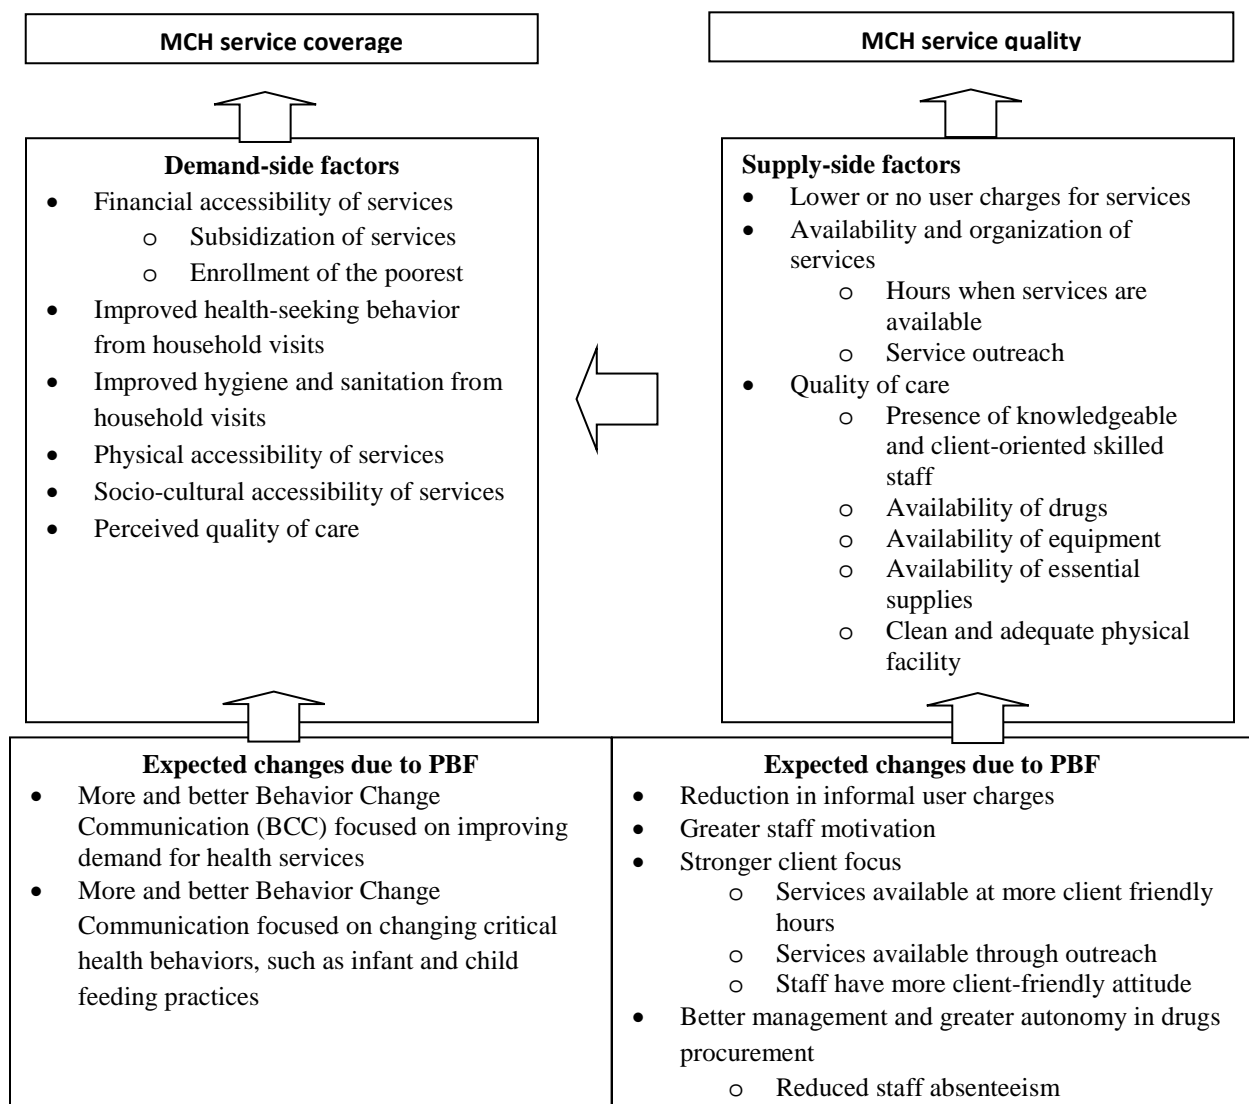 MCH service coverage
MCH service quality
Demand-side factors
• Financial accessibility of services
o Subsidization of services
o Enrollment of the poorest
• Improved health-seeking behavior
from household visits
• Improved hygiene and sanitation from
household visits
• Physical accessibility of services
• Socio-cultural accessibility of services
• Perceived quality of care
Supply-side factors
• Lower or no user charges for services
• Availability and organization of
services
o Hours when services are
available
o Service outreach
• Quality of care
o Presence of knowledgeable
and client-oriented skilled
staff
o Availability of drugs
o Availability of equipment
o Availability of essential
supplies
o Clean and adequate physical
facility
Expected changes due to PBF
• More and better Behavior Change
Communication (BCC) focused on improving
demand for health services
• More and better Behavior Change
Communication focused on changing critical
health behaviors, such as infant and child
feeding practices
Expected changes due to PBF
• Reduction in informal user charges
• Greater staff motivation
• Stronger client focus
o Services available at more client friendly
hours
o Services available through outreach
o Staff have more client-friendly attitude
• Better management and greater autonomy in drugs
procurement
o Reduced staff absenteeism